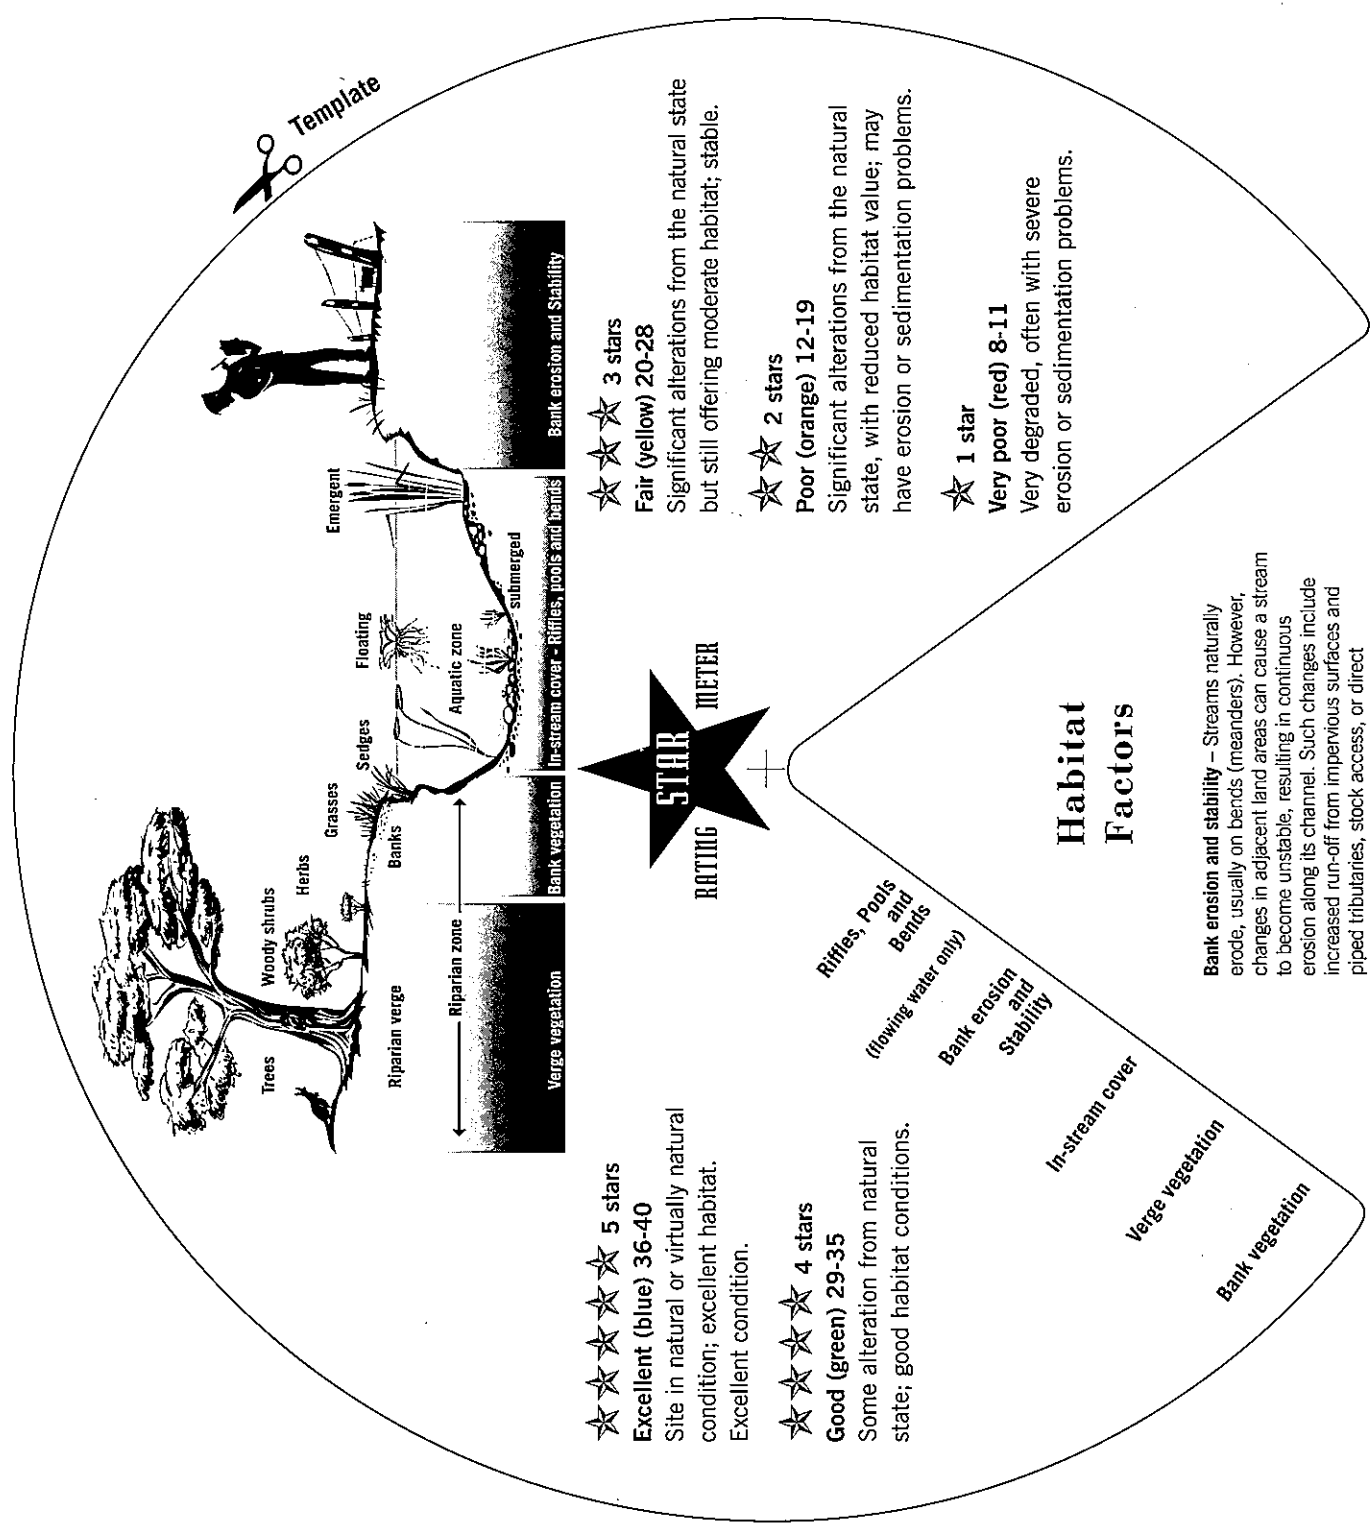 Template
Trees
Woody shrubs
Herbs
Grasses
Sedges
Floating
Emergent
Riparian verge
Banks
Aquatic zone
submerged
Riparian zone
Verge vegetation
Bank vegetation
In-stream cover - Riffles, pools and bends
Bank erosion and Stability
5 stars
Excellent (blue) 36-40
Site in natural or virtually natural
condition; excellent habitat.
Excellent condition.
4 stars
Good (green) 29-35
Some alteration from natural
state; good habitat conditions.
RATING STAR METER
3 stars
Fair (yellow) 20-28
Significant alterations from the natural state
but still offering moderate habitat; stable.
2 stars
Poor (orange) 12-19
Significant alterations from the natural
state, with reduced habitat value; may
have erosion or sedimentation problems.
1 star
Very poor (red) 8-11
Very degraded, often with severe
erosion or sedimentation problems.
Riffles, Pools
and
Bends
(flowing water only)
Bank erosion
and
Stability
In-stream cover
Verge vegetation
Bank vegetation
Habitat
Factors
Bank erosion and stability – Streams naturally
erode, usually on bends (meanders). However,
changes in adjacent land areas can cause a stream
to become unstable, resulting in continuous
erosion along its channel. Such changes include
increased run-off from impervious surfaces and
piped tributaries, stock access, or direct